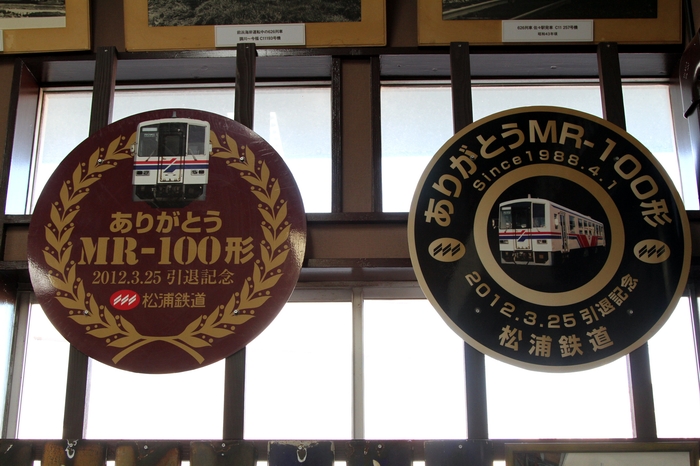 ありがとう
MR-100形
2012.3.25 引退記念
松浦鉄道
ありがとうMR-100形
Since1988.4.1
2012.3.25 引退記念
松浦鉄道